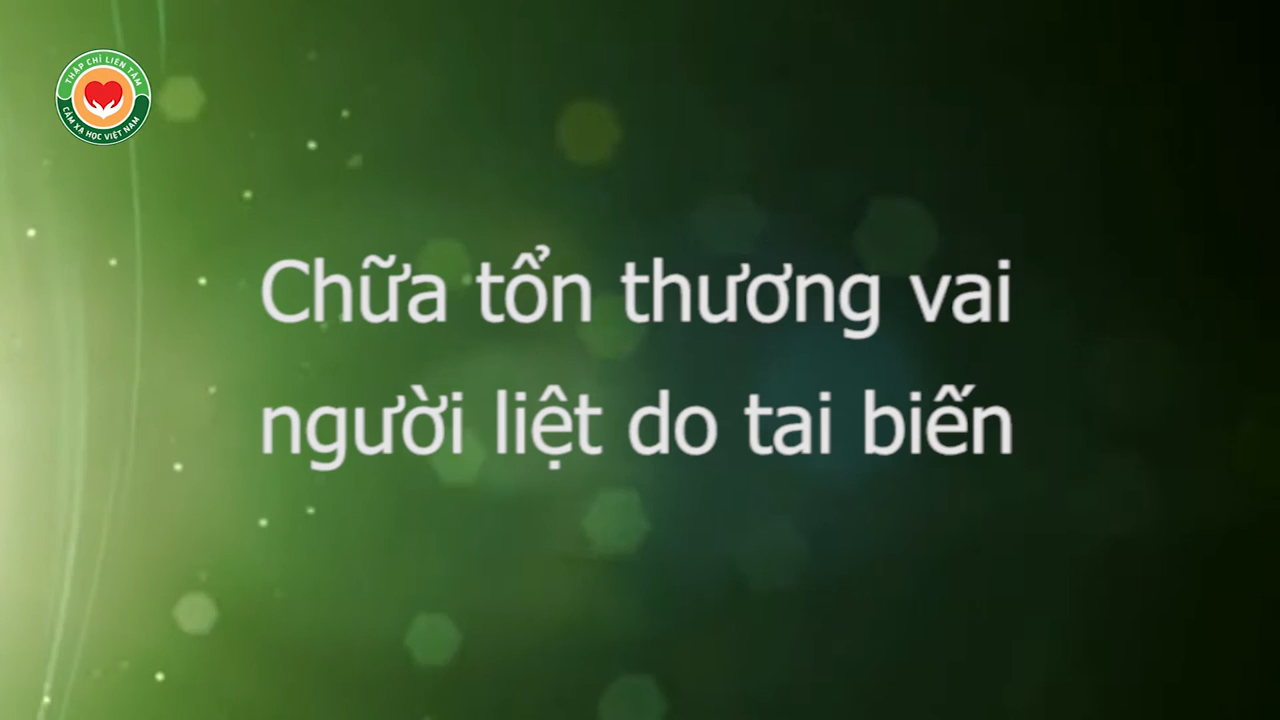 THẬP CHỈ LIÊN TÂM
CẢM XẠ HỌC VIỆT NAM
Chữa tổn thương vai
người liệt do tai biến